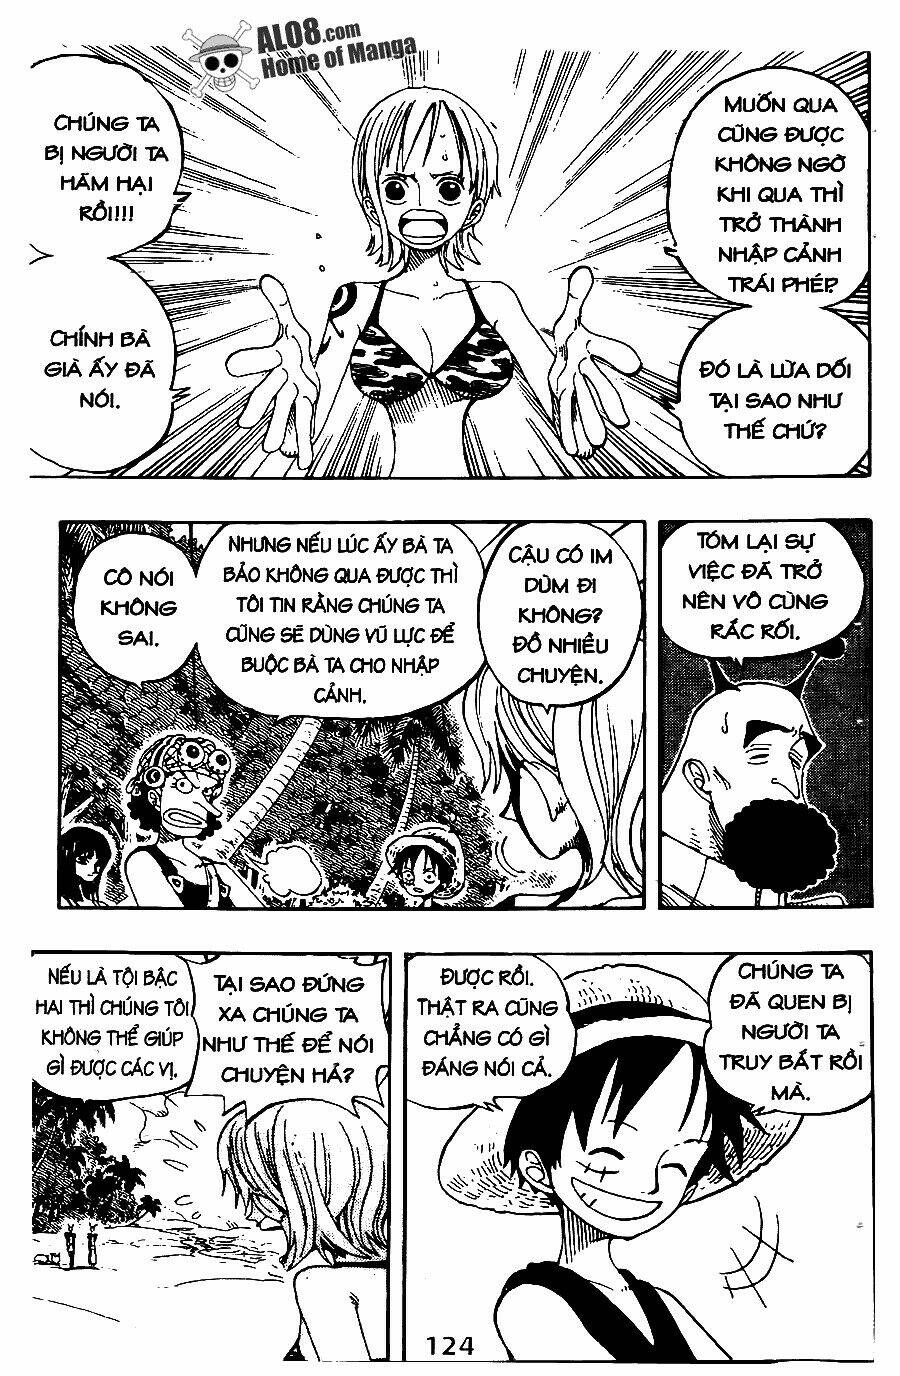 ALO8.com
Home of Manga
MUỐN QUA
CŨNG ĐƯỢC
KHÔNG NGỜ
KHI QUA THÌ
TRỞ THÀNH
NHẬP CẢNH
TRÁI PHÉP?
ĐÓ LÀ LỪA DỐI
TẠI SAO NHƯ
THẾ CHỨ?
CHÚNG TA
BỊ NGƯỜI TA
HÃM HẠI
RỒI!!!
CHÍNH BÀ
GIÀ ẤY ĐÃ
NÓI.
TÓM LẠI SỰ
VIỆC ĐÃ TRỞ
NÊN VÔ CÙNG
RẮC RỐI.
CẬU CÓ IM
DÙM ĐI
KHÔNG?
ĐỒ NHIỀU
CHUYỆN.
NHƯNG NẾU LÚC ẤY BÀ TA
BẢO KHÔNG QUA ĐƯỢC THÌ
TÔI TIN RẰNG CHÚNG TA
CŨNG SẼ DÙNG VŨ LỰC ĐỂ
BUỘC BÀ TA CHO NHẬP
CẢNH.
CÔ NÓI
KHÔNG
SAI.
CHÚNG TA
ĐÃ QUEN BỊ
NGƯỜI TA
TRUY BẮT RỒI
MÀ.
ĐƯỢC RỒI.
THẬT RA CŨNG
CHẲNG CÓ GÌ
ĐÁNG NÓI CẢ.
TẠI SAO ĐỨNG
XA CHÚNG TA
NHƯ THẾ ĐỂ NÓI
CHUYỆN HẢ?
NẾU LÀ TỘI BẬC
HAI THÌ CHÚNG TÔI
KHÔNG THỂ GIÚP
GÌ ĐƯỢC CÁC VỊ.
124